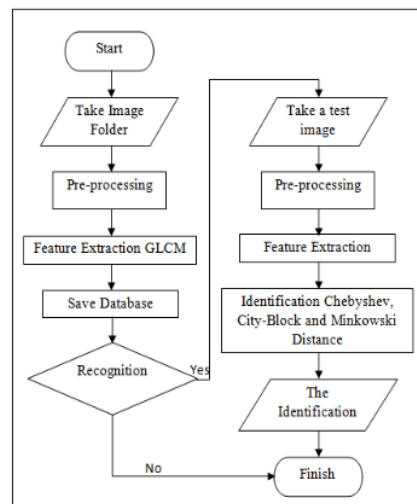 Start
Take Image
Folder
Pre-processing
Feature Extraction GLCM
Save Database
Recognition
Yes
No
Take a test
image
Pre-processing
Feature Extraction
Identification Chebyshev,
City-Block and Minkowski
Distance
The
Identification
Finish